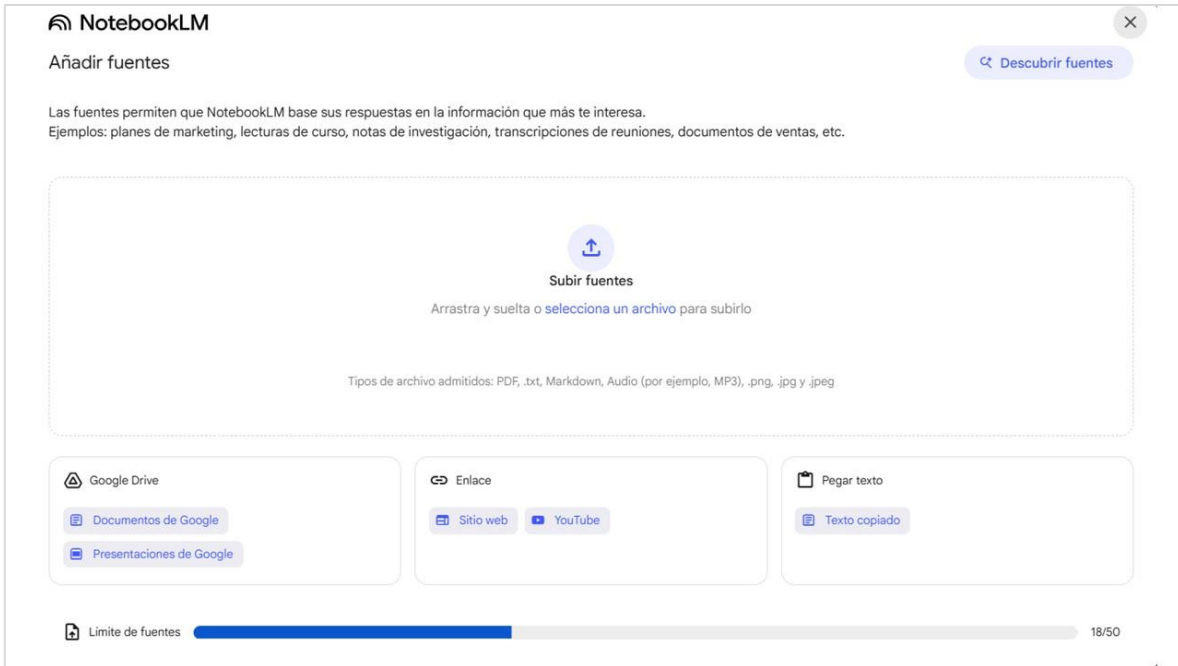 NotebookLM
Añadir fuentes
Descubrir fuentes
Las fuentes permiten que NotebookLM base sus respuestas en la información que más te interesa.
Ejemplos: planes de marketing, lecturas de curso, notas de investigación, transcripciones de reuniones, documentos de ventas, etc.
Subir fuentes
Arrastra y suelta o selecciona un archivo para subirlo
Tipos de archivo admitidos: PDF, .txt, Markdown, Audio (por ejemplo, MP3), .png, .jpg y .jpeg
Google Drive
Documentos de Google
Presentaciones de Google
Enlace
Sitio web
YouTube
Pegar texto
Texto copiado
Límite de fuentes
18/50